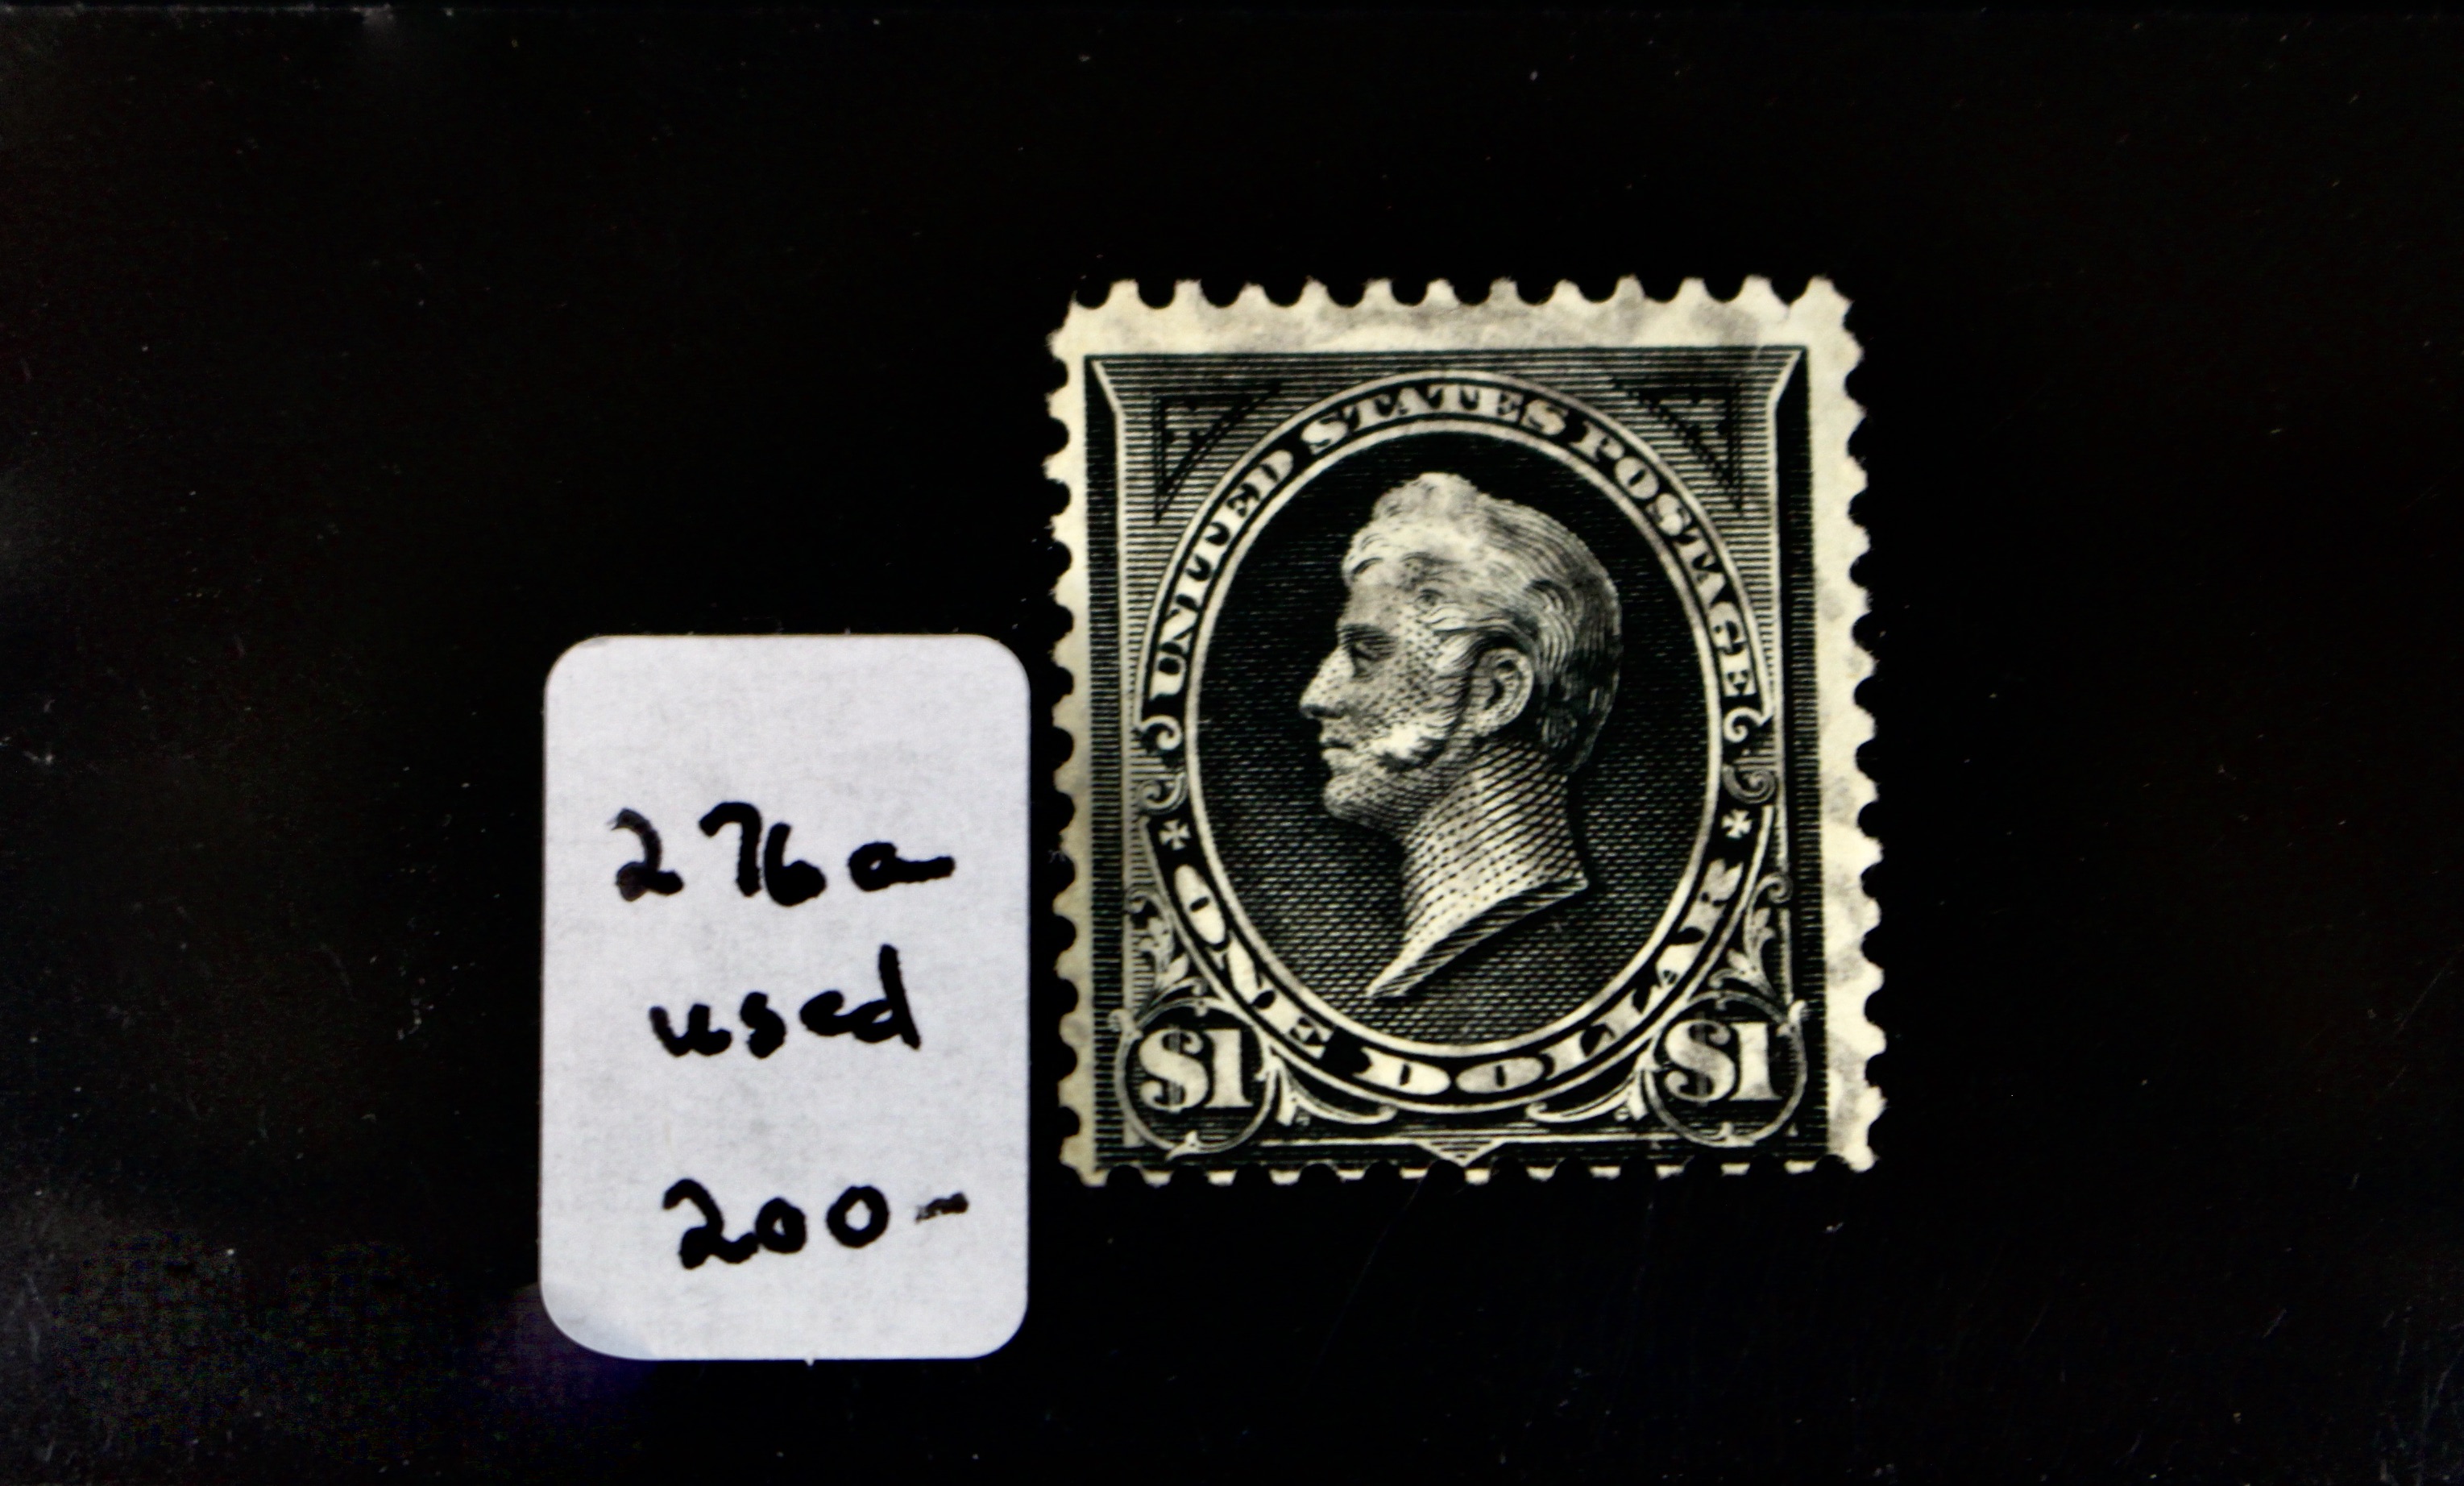 276a
used
200-
UNITED STATES POSTAGE
ONE DOLLAR
$1 $1